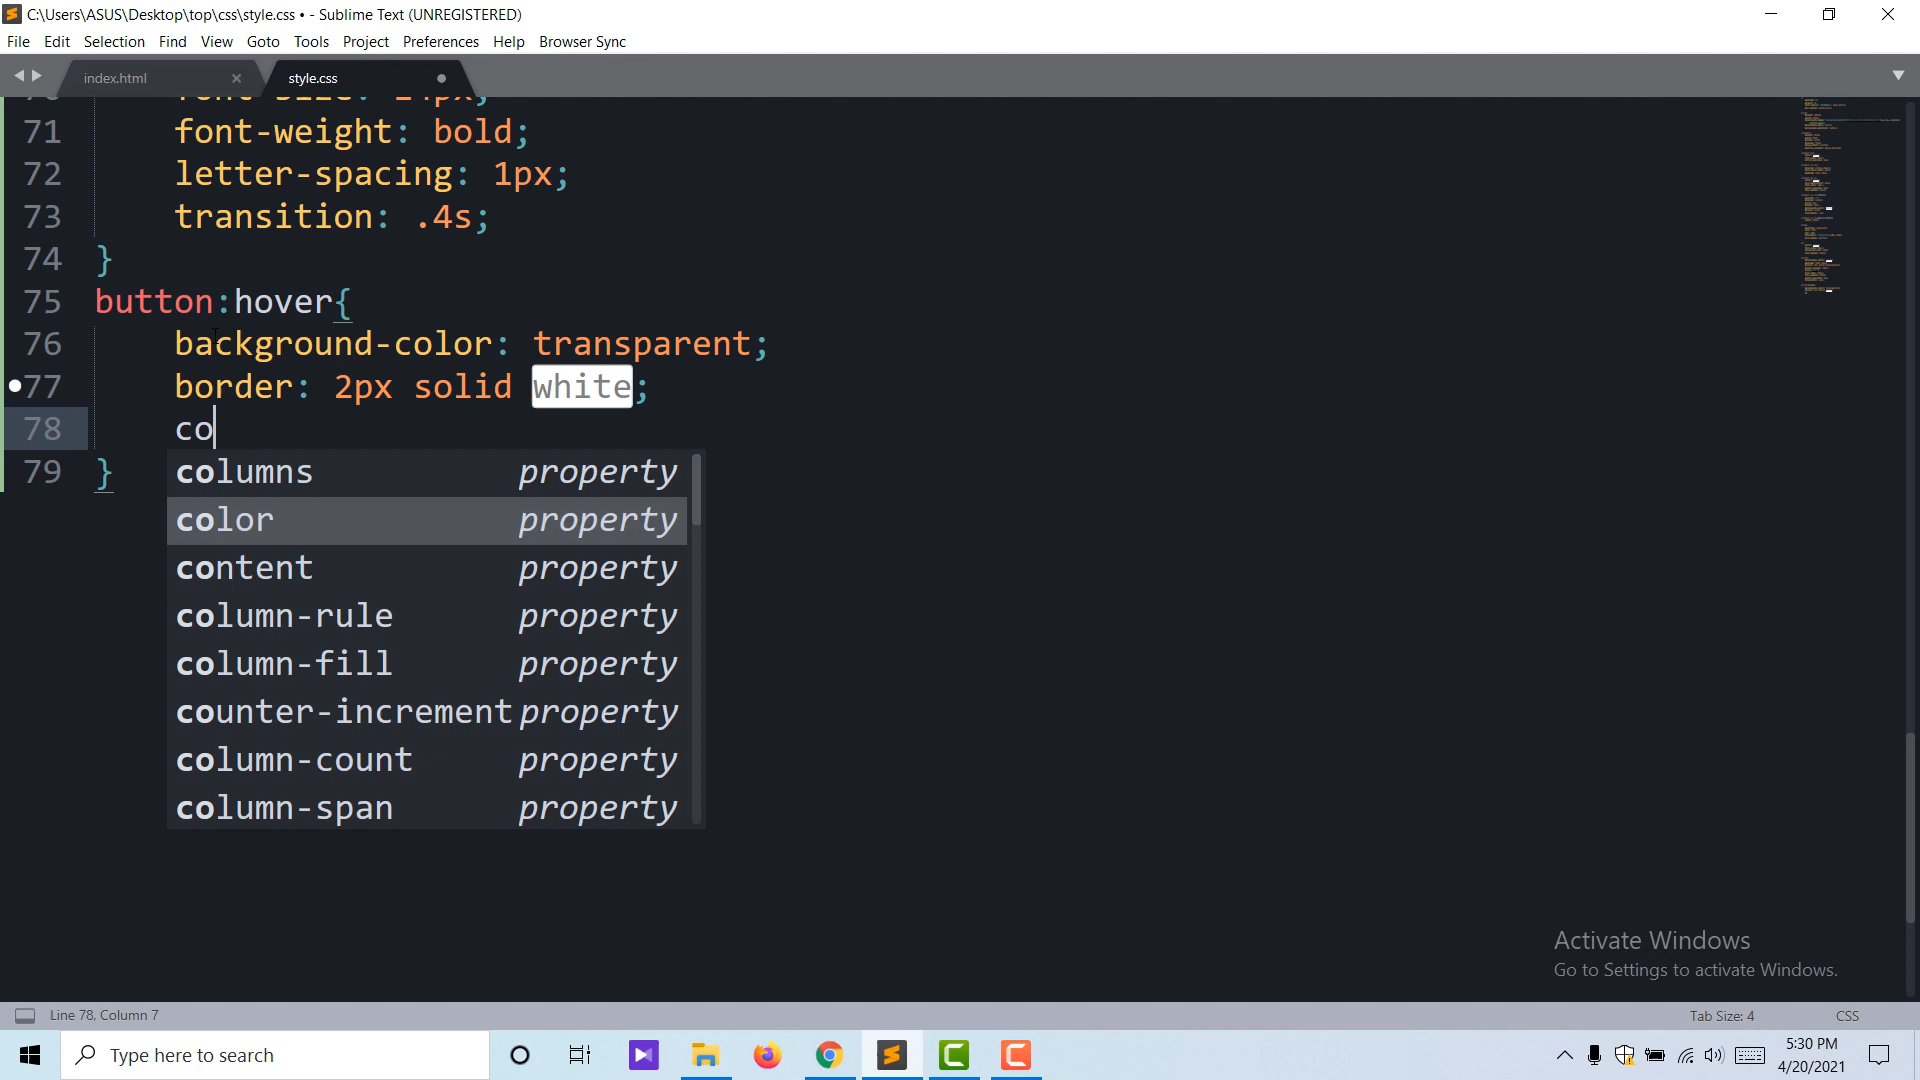 C:\Users\ASUS\Desktop\top\css\style.css • - Sublime Text (UNREGISTERED)
File Edit Selection Find View Goto Tools Project Preferences Help Browser Sync
index.html style.css
71 font-weight: bold;
72 letter-spacing: 1px;
73 transition: .4s;
74 }
75 button:hover{
76 background-color: transparent;
77 border: 2px solid white;
78 co
79 }
columns property
color property
content property
column-rule property
column-fill property
counter-increment property
column-count property
column-span property
Activate Windows
Go to Settings to activate Windows.
Line 78, Column 7
Tab Size: 4
CSS
Type here to search
5:30 PM
4/20/2021